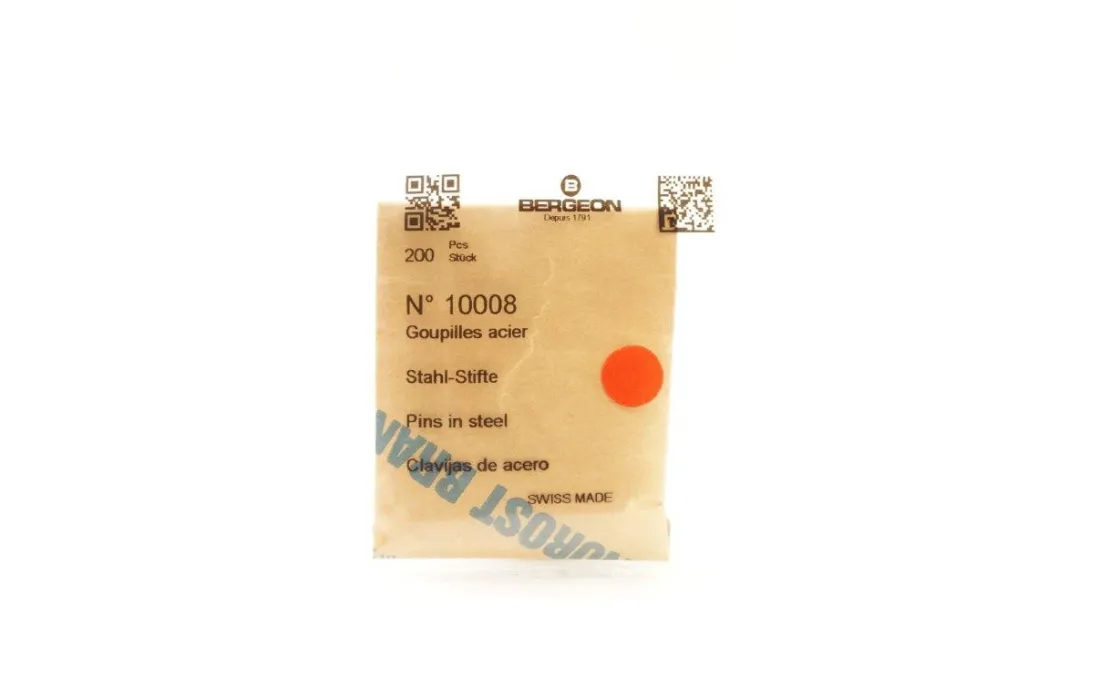 B
BERGEON
Depuis 1791
200 Pcs
Stück
N° 10008
Goupilles acier
Stahl-Stifte
Pins in steel
Clavijas de acero
SWISS MADE